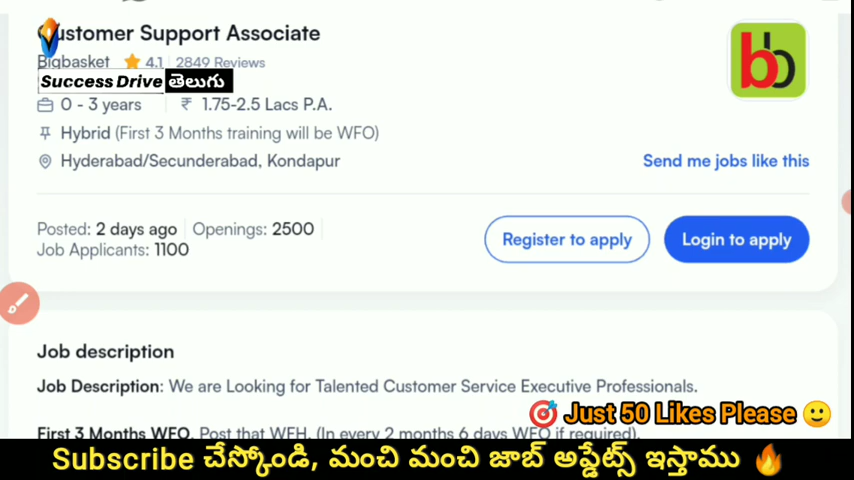 ustomer Support Associate
Bigbasket 4.1 2849 Reviews
Success Drive తెలుగు
0 - 3 years ₹ 1.75-2.5 Lacs P.A.
Hybrid (First 3 Months training will be WFO)
Hyderabad/Secunderabad, Kondapur
Send me jobs like this
bb
Posted: 2 days ago Openings: 2500
Job Applicants: 1100
Register to apply Login to apply
Job description
Job Description: We are Looking for Talented Customer Service Executive Professionals.
🎯 Just 50 Likes Please 🙂
First 3 Months WFO, Post that WFH, (In every 2 months 6 days WFO if required).
Subscribe చేస్కోండి, మంచి మంచి జాబ్ అప్డేట్స్ ఇస్తాము 🔥